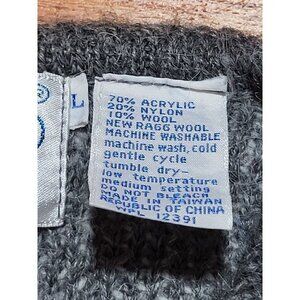 ®
L
70% ACRYLIC
20% NYLON
10% WOOL
NEW RAGG WOOL
MACHINE WASHABLE
machine wash, cold
gentle cycle
tumble dry-
low temperature
medium setting
DO NOT BLEACH
MADE IN TAIWAN
REPUBLIC OF CHINA
WPL 12391